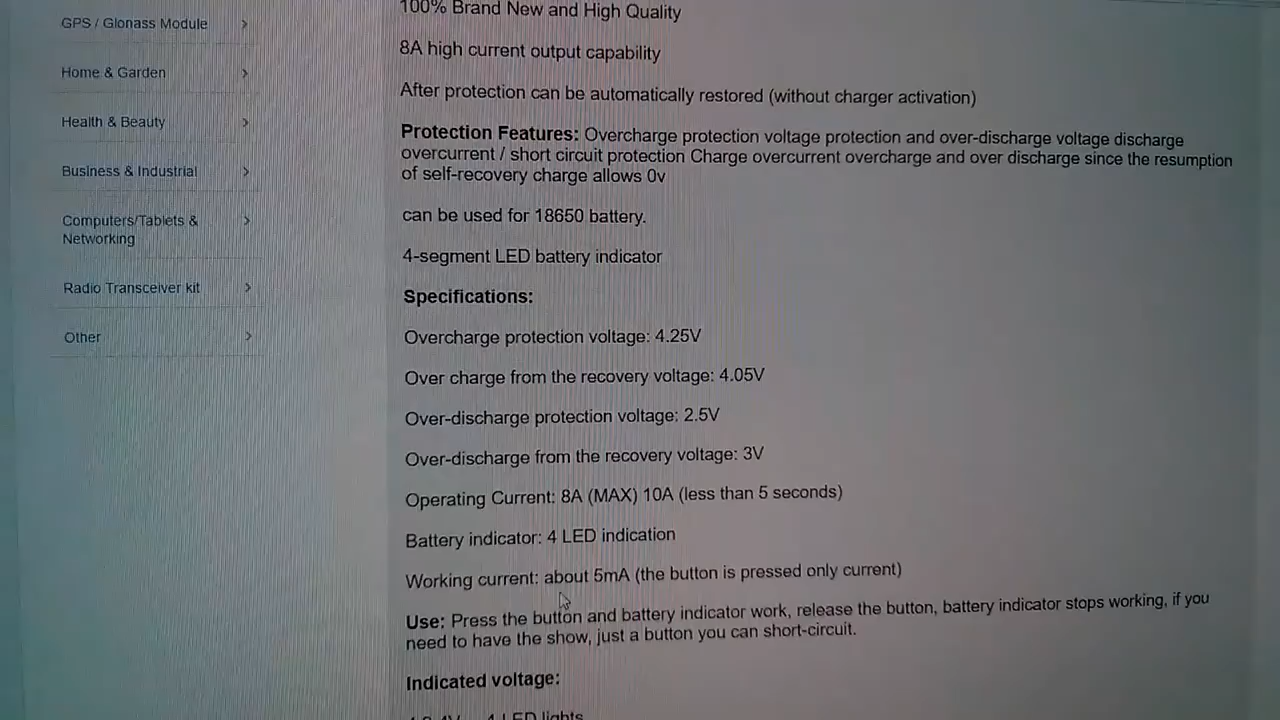 GPS / Glonass Module
Home & Garden
Health & Beauty
Business & Industrial
Computers/Tablets &
Networking
Radio Transceiver kit
Other
100% Brand New and High Quality
8A high current output capability
After protection can be automatically restored (without charger activation)
Protection Features: Overcharge protection voltage protection and over-discharge voltage discharge
overcurrent / short circuit protection Charge overcurrent overcharge and over discharge since the resumption
of self-recovery charge allows 0v
can be used for 18650 battery.
4-segment LED battery indicator
Specifications:
Overcharge protection voltage: 4.25V
Over charge from the recovery voltage: 4.05V
Over-discharge protection voltage: 2.5V
Over-discharge from the recovery voltage: 3V
Operating Current: 8A (MAX) 10A (less than 5 seconds)
Battery indicator: 4 LED indication
Working current: about 5mA (the button is pressed only current)
Use: Press the button and battery indicator work, release the button, battery indicator stops working, if you
need to have the show, just a button you can short-circuit.
Indicated voltage:
4 LED lights